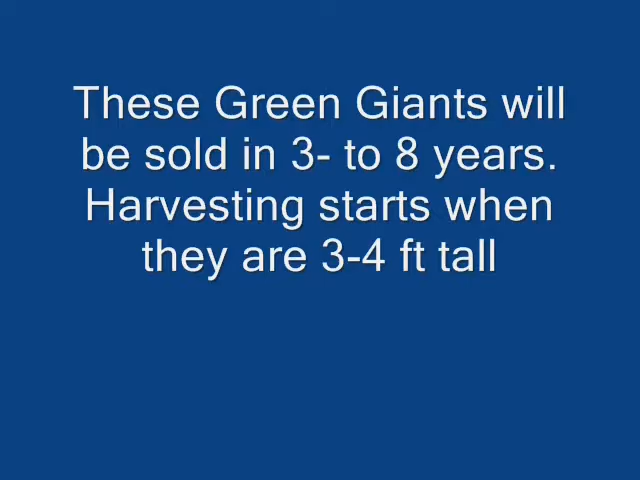 These Green Giants will
be sold in 3- to 8 years.
Harvesting starts when
they are 3-4 ft tall